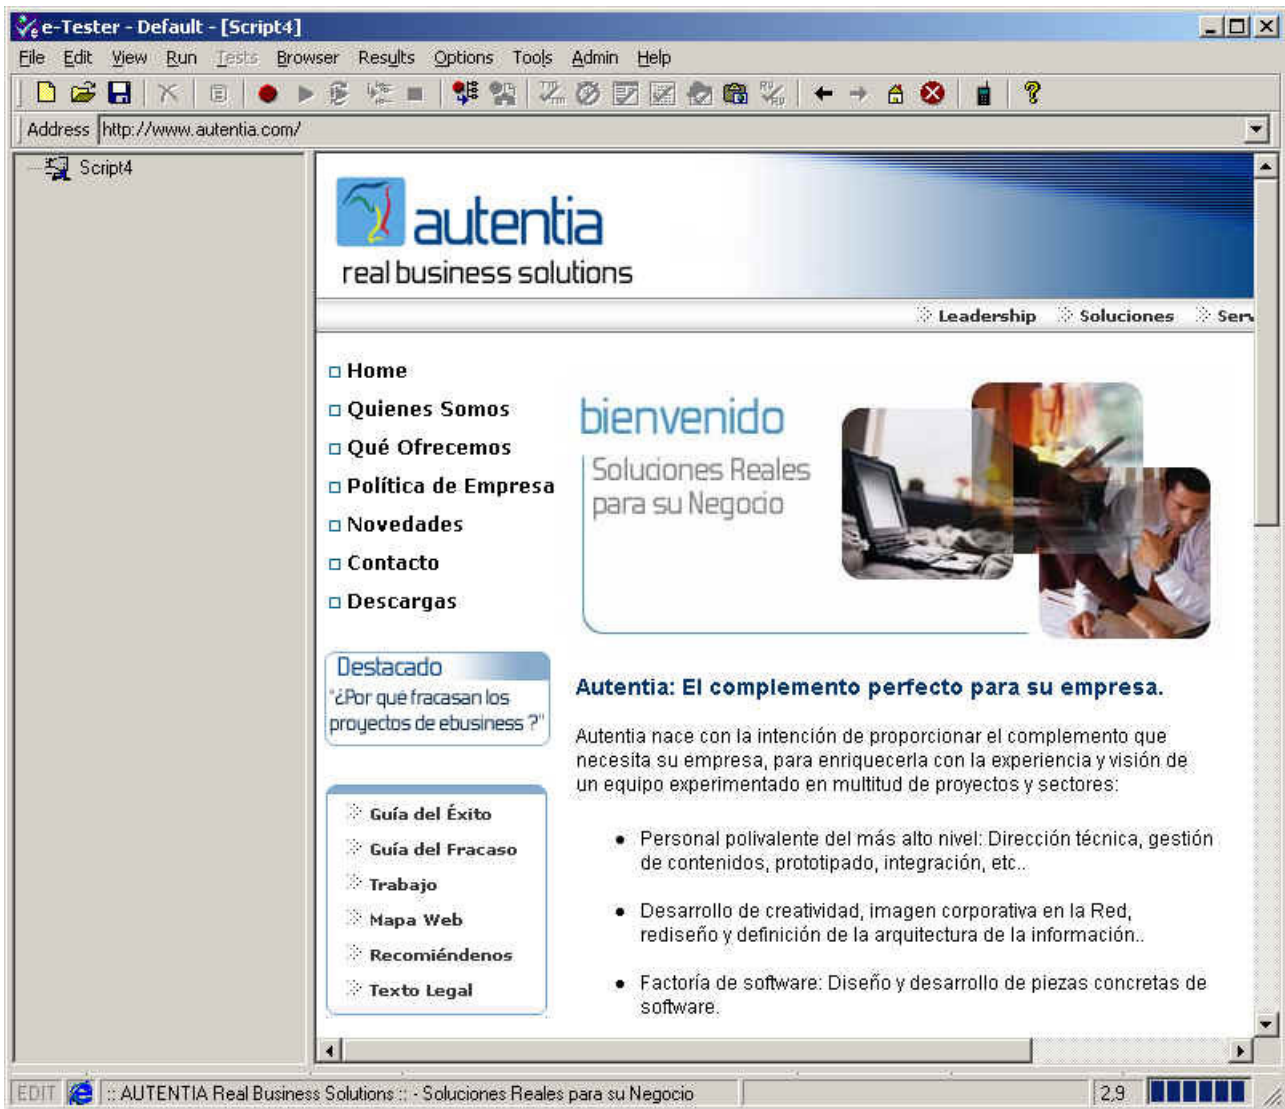 e-Tester - Default - [Script4]
File Edit View Run Tests Browser Results Options Tools Admin Help
Address http://www.autentia.com/
Script4
autentia
real business solutions
Leadership Soluciones Serv
Home
Quienes Somos
Qué Ofrecemos
Política de Empresa
Novedades
Contacto
Descargas
bienvenido
Soluciones Reales
para su Negocio
Destacado
"¿Por qué fracasan los
proyectos de ebusiness ?"
Guía del Éxito
Guía del Fracaso
Trabajo
Mapa Web
Recomiéndenos
Texto Legal
Autentia: El complemento perfecto para su empresa.
Autentia nace con la intención de proporcionar el complemento que
necesita su empresa, para enriquecerla con la experiencia y visión de
un equipo experimentado en multitud de proyectos y sectores:
Personal polivalente del más alto nivel: Dirección técnica, gestión
de contenidos, prototipado, integración, etc..
Desarrollo de creatividad, imagen corporativa en la Red,
rediseño y definición de la arquitectura de la información..
Factoría de software: Diseño y desarrollo de piezas concretas de
software.
EDIT :: AUTENTIA Real Business Solutions :: - Soluciones Reales para su Negocio 2.9